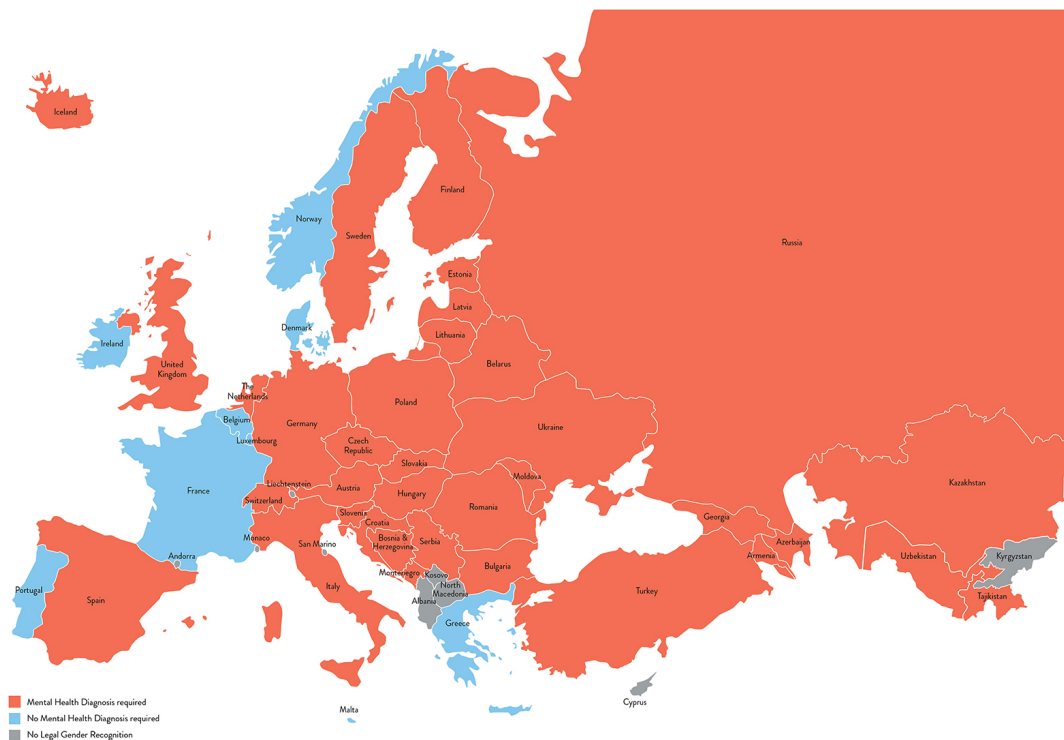 Iceland
Norway
Sweden
Finland
Russia
Estonia
Latvia
Lithuania
Denmark
Ireland
United
Kingdom
Belarus
The
Netherlands
Poland
Belgium
Germany
Ukraine
Luxembourg
Czech
Republic
Slovakia
Moldova
France
Liechtenstein
Austria
Kazakhstan
Switzerland
Hungary
Romania
Slovenia
Croatia
Georgia
Monaco
San Marino
Bosnia &
Herzegovina
Serbia
Azerbaijan
Armenia
Uzbekistan
Kyrgyzstan
Andorra
Bulgaria
Montenegro
Kosovo
North
Macedonia
Italy
Albania
Portugal
Spain
Turkey
Tajikistan
Greece
Cyprus
Malta
Mental Health Diagnosis required
No Mental Health Diagnosis required
No Legal Gender Recognition